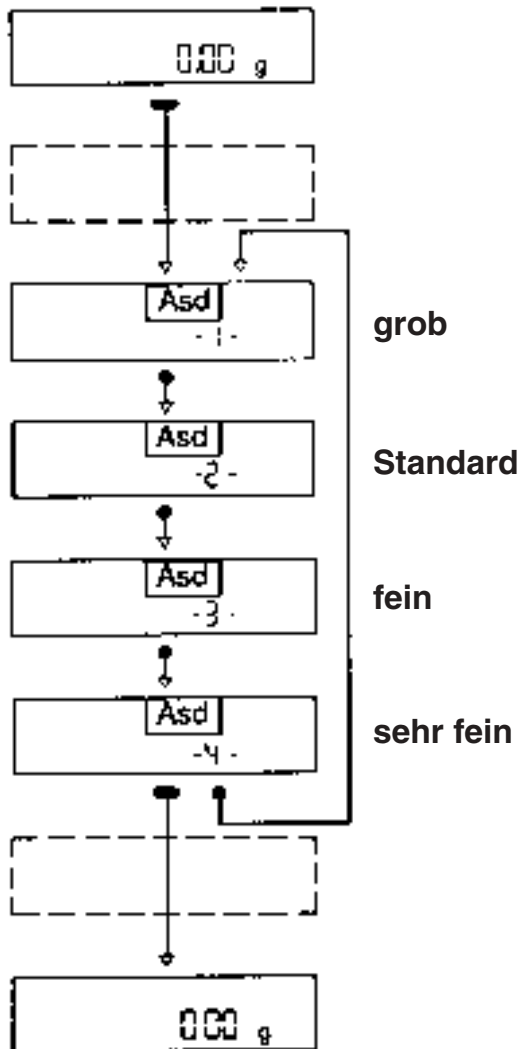 0.00 g
Asd
-1-
grob
Asd
-2-
Standard
Asd
-3-
fein
Asd
-4-
sehr fein
0.00 g